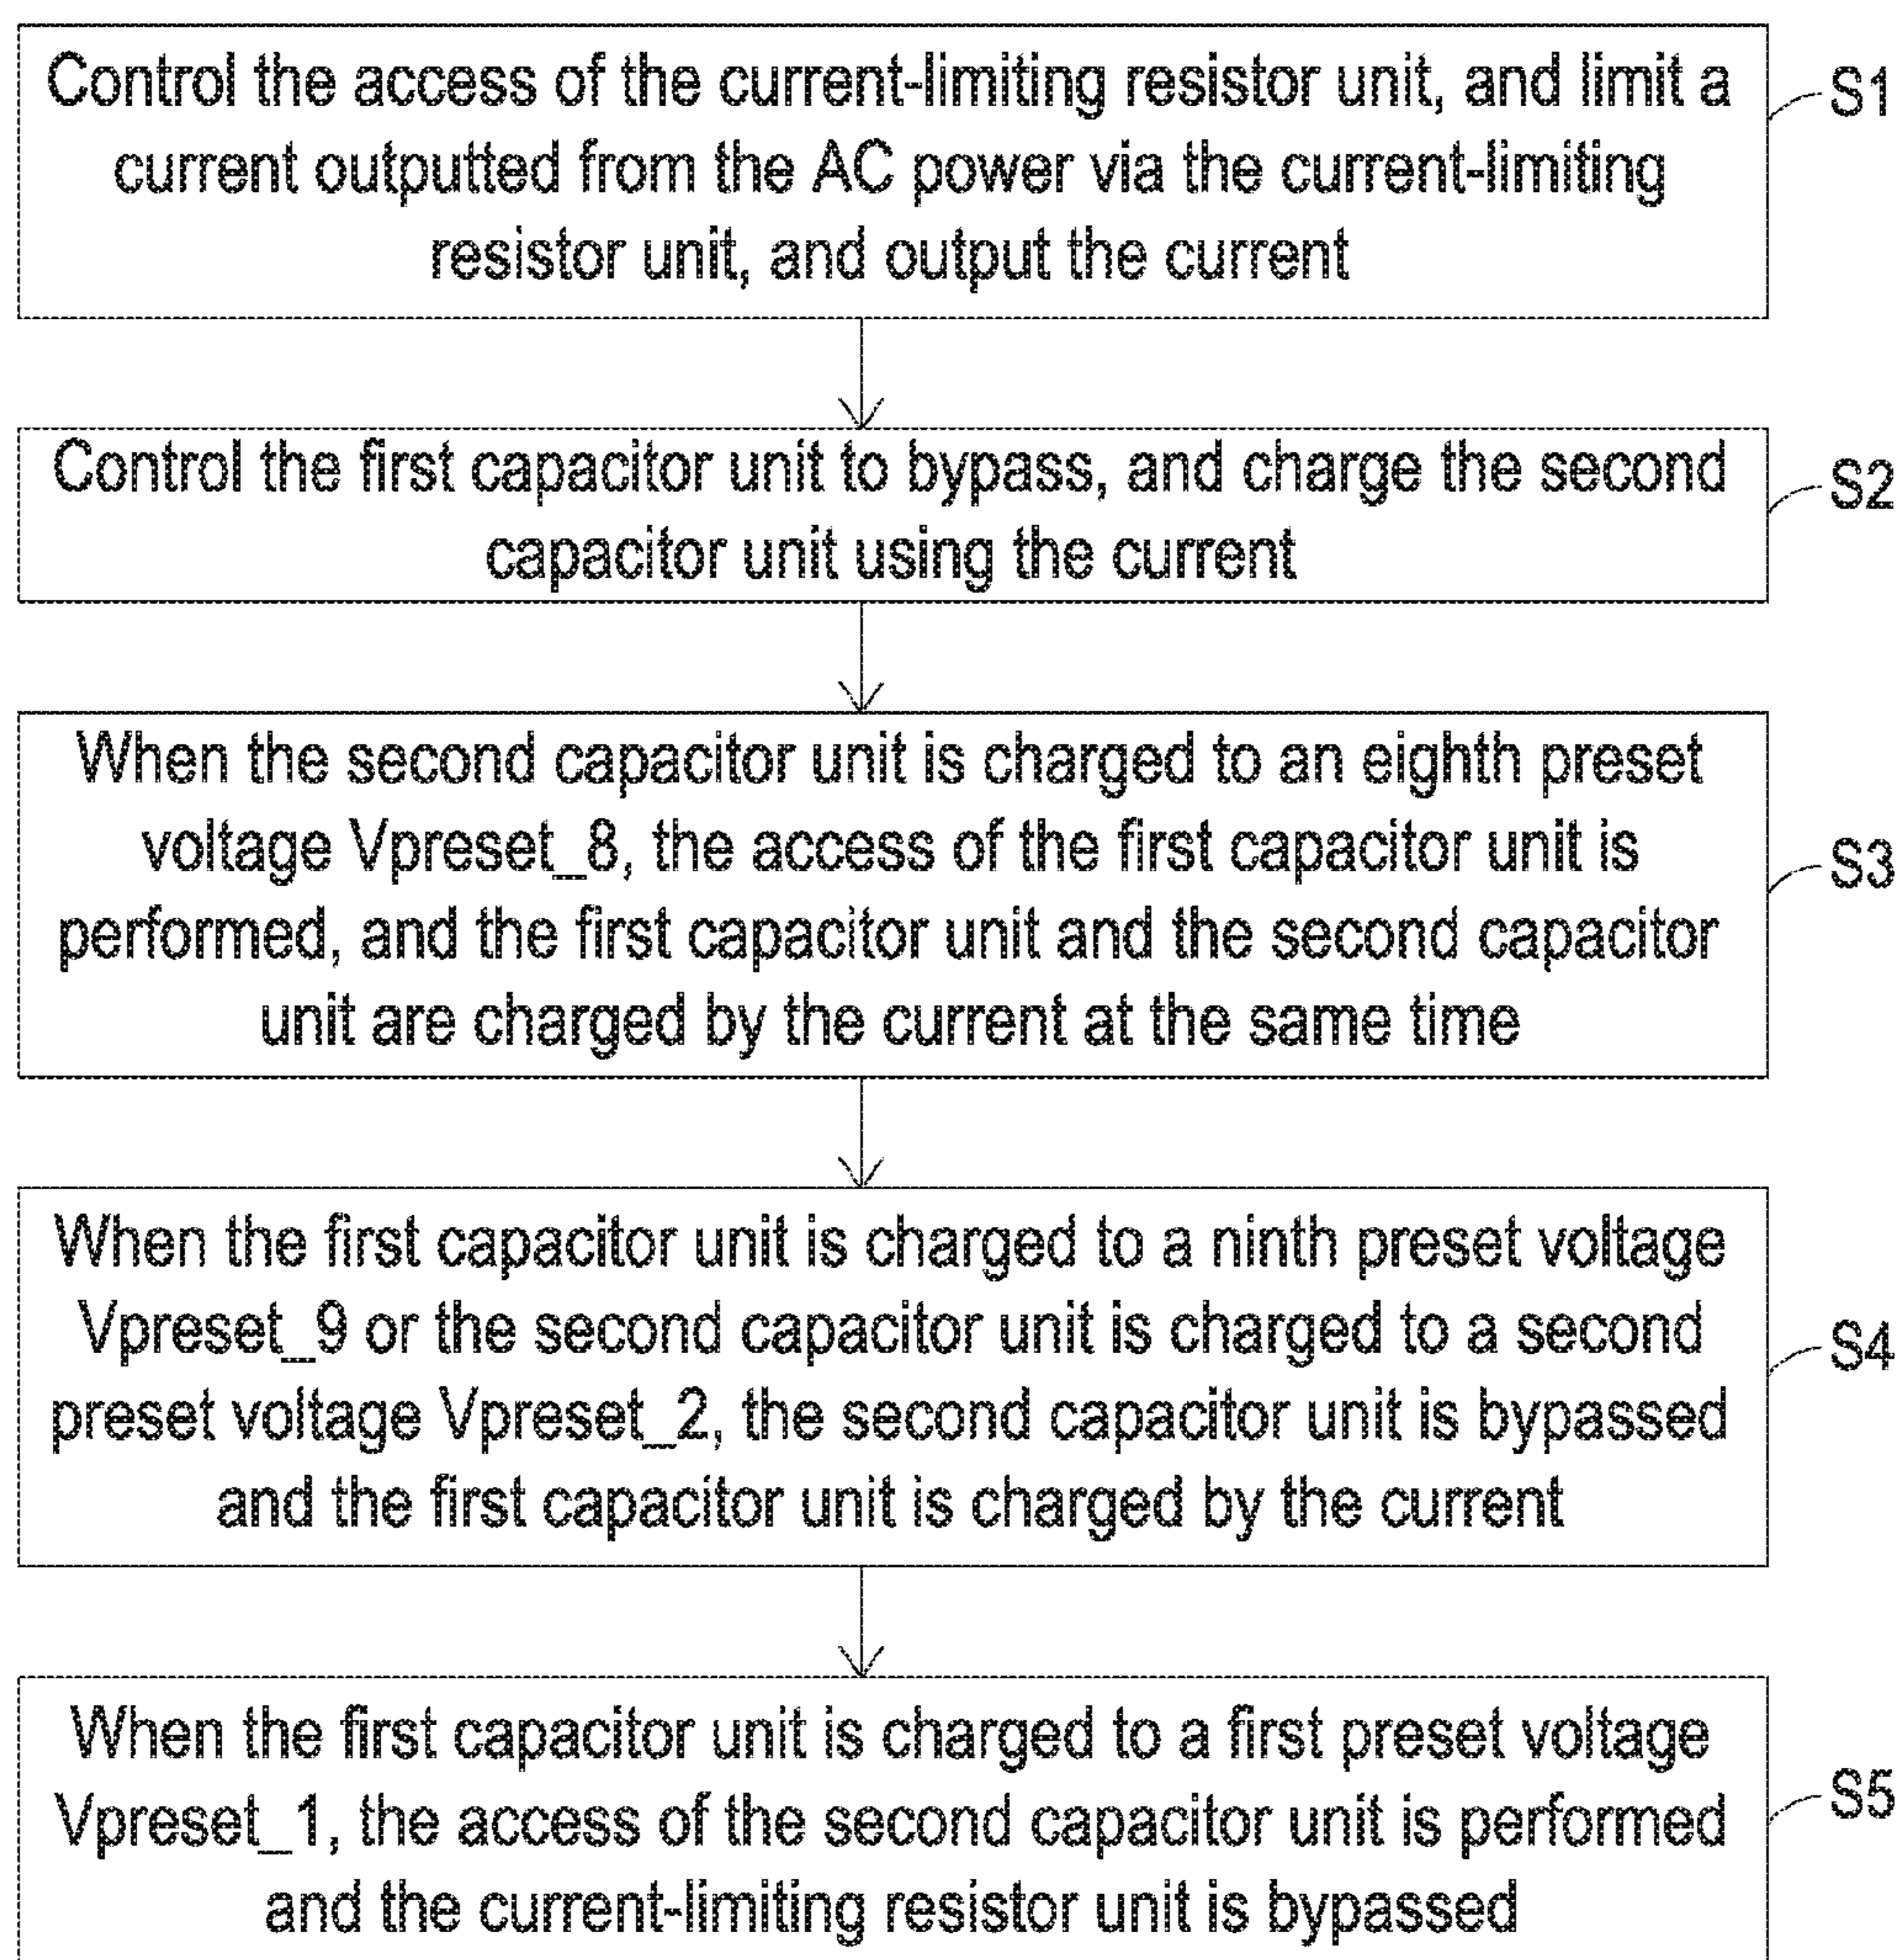 Control the access of the current-limiting resistor unit, and limit a
current outputted from the AC power via the current-limiting
resistor unit, and output the current
S1
Control the first capacitor unit to bypass, and charge the second
capacitor unit using the current
S2
When the second capacitor unit is charged to an eighth preset
voltage Vpreset_8, the access of the first capacitor unit is
performed, and the first capacitor unit and the second capacitor
unit are charged by the current at the same time
S3
When the first capacitor unit is charged to a ninth preset voltage
Vpreset_9 or the second capacitor unit is charged to a second
preset voltage Vpreset_2, the second capacitor unit is bypassed
and the first capacitor unit is charged by the current
S4
When the first capacitor unit is charged to a first preset voltage
Vpreset_1, the access of the second capacitor unit is performed
and the current-limiting resistor unit is bypassed
S5